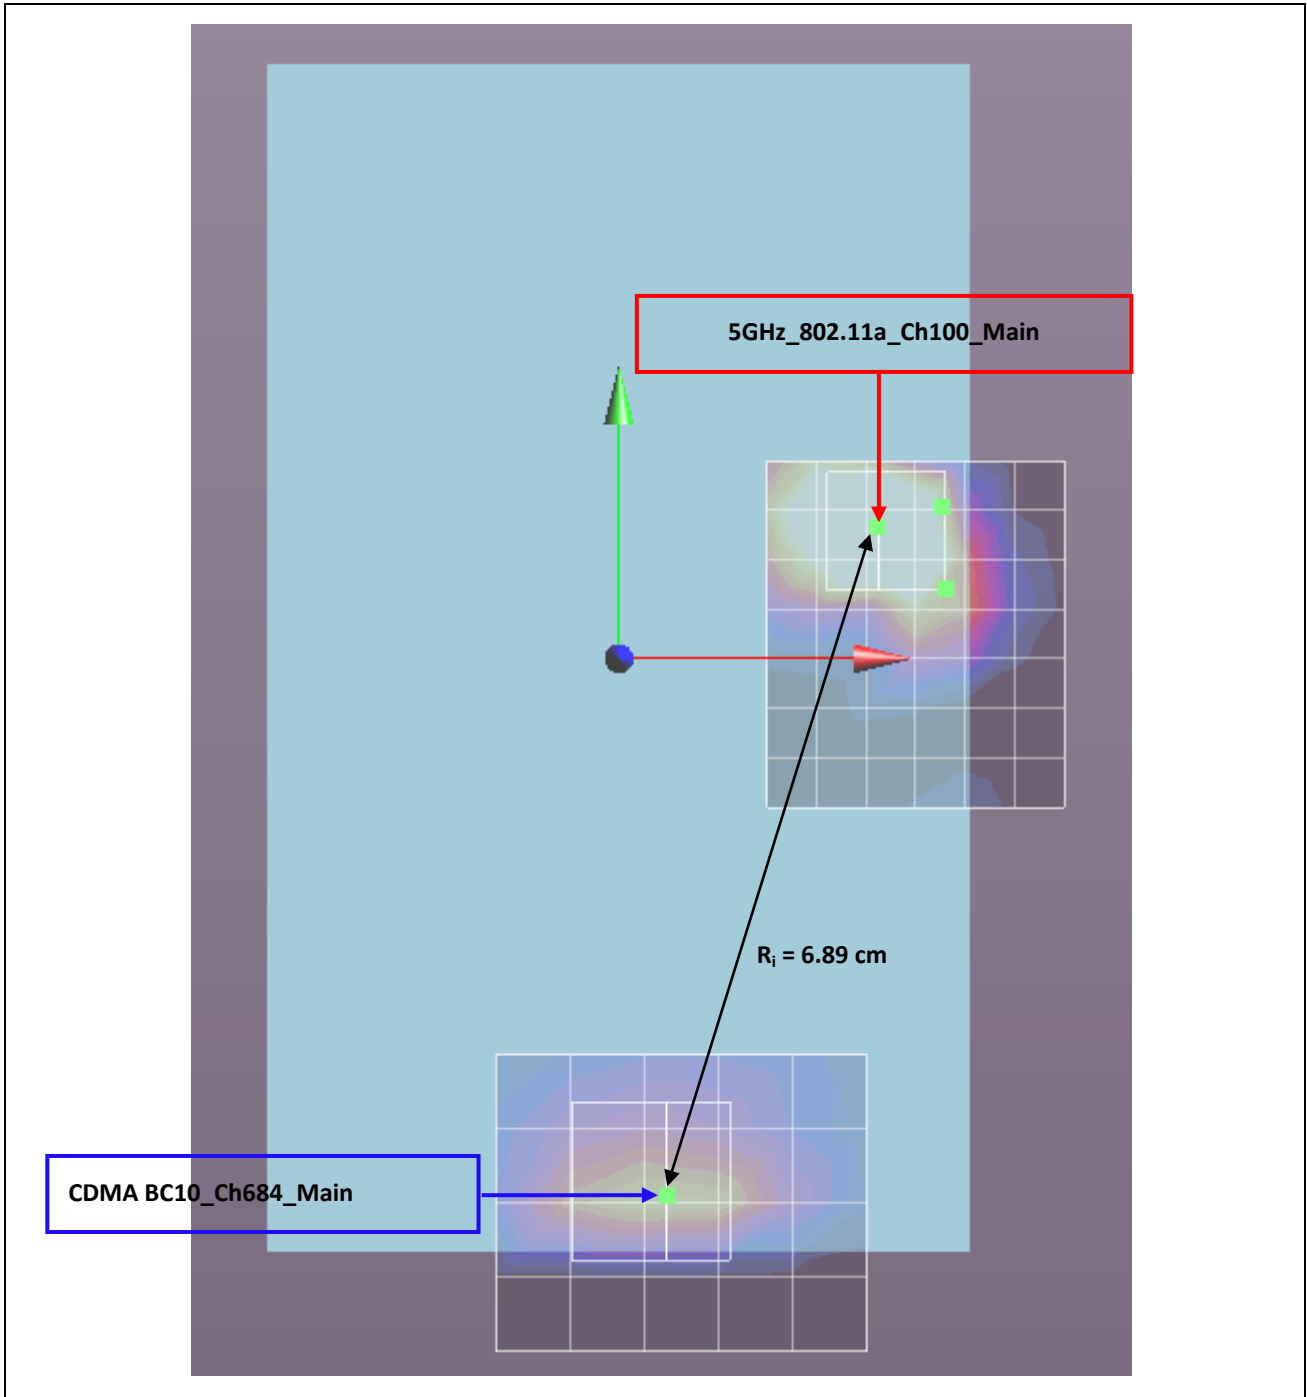 5GHz_802.11a_Ch100_Main
Rᵢ = 6.89 cm
CDMA BC10_Ch684_Main